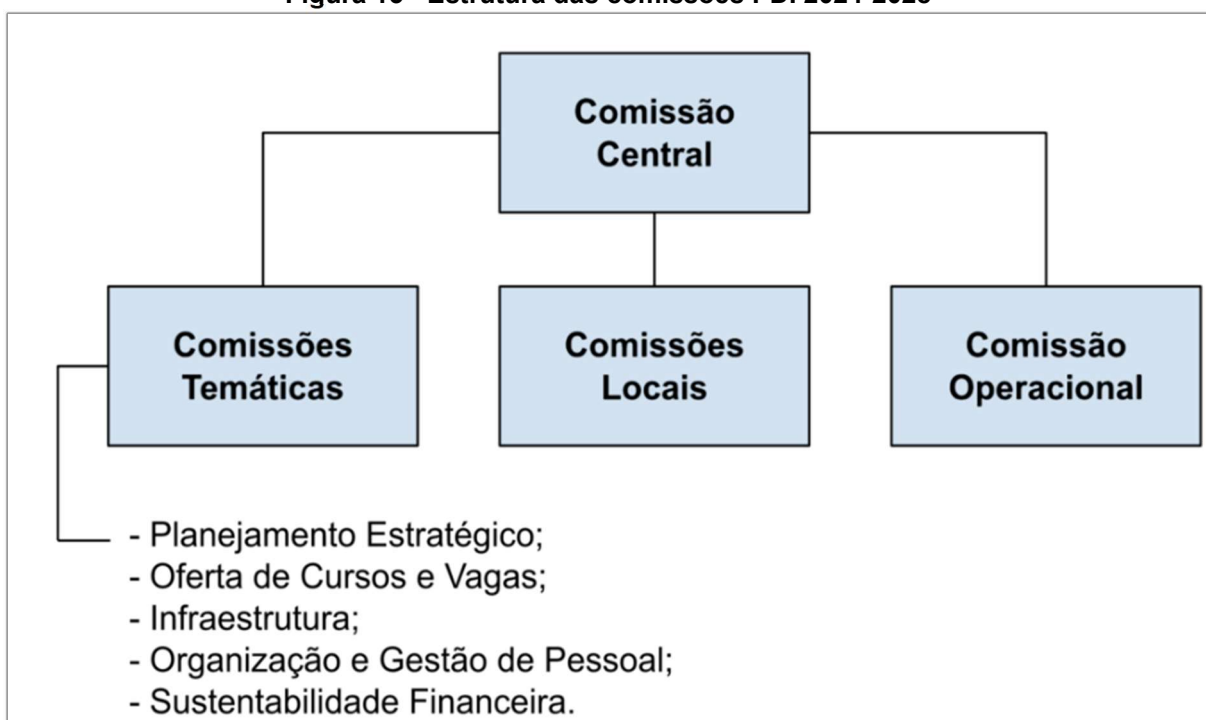 Comissão
Central
Comissões
Temáticas
Comissões
Locais
Comissão
Operacional
- Planejamento Estratégico;
- Oferta de Cursos e Vagas;
- Infraestrutura;
- Organização e Gestão de Pessoal;
- Sustentabilidade Financeira.